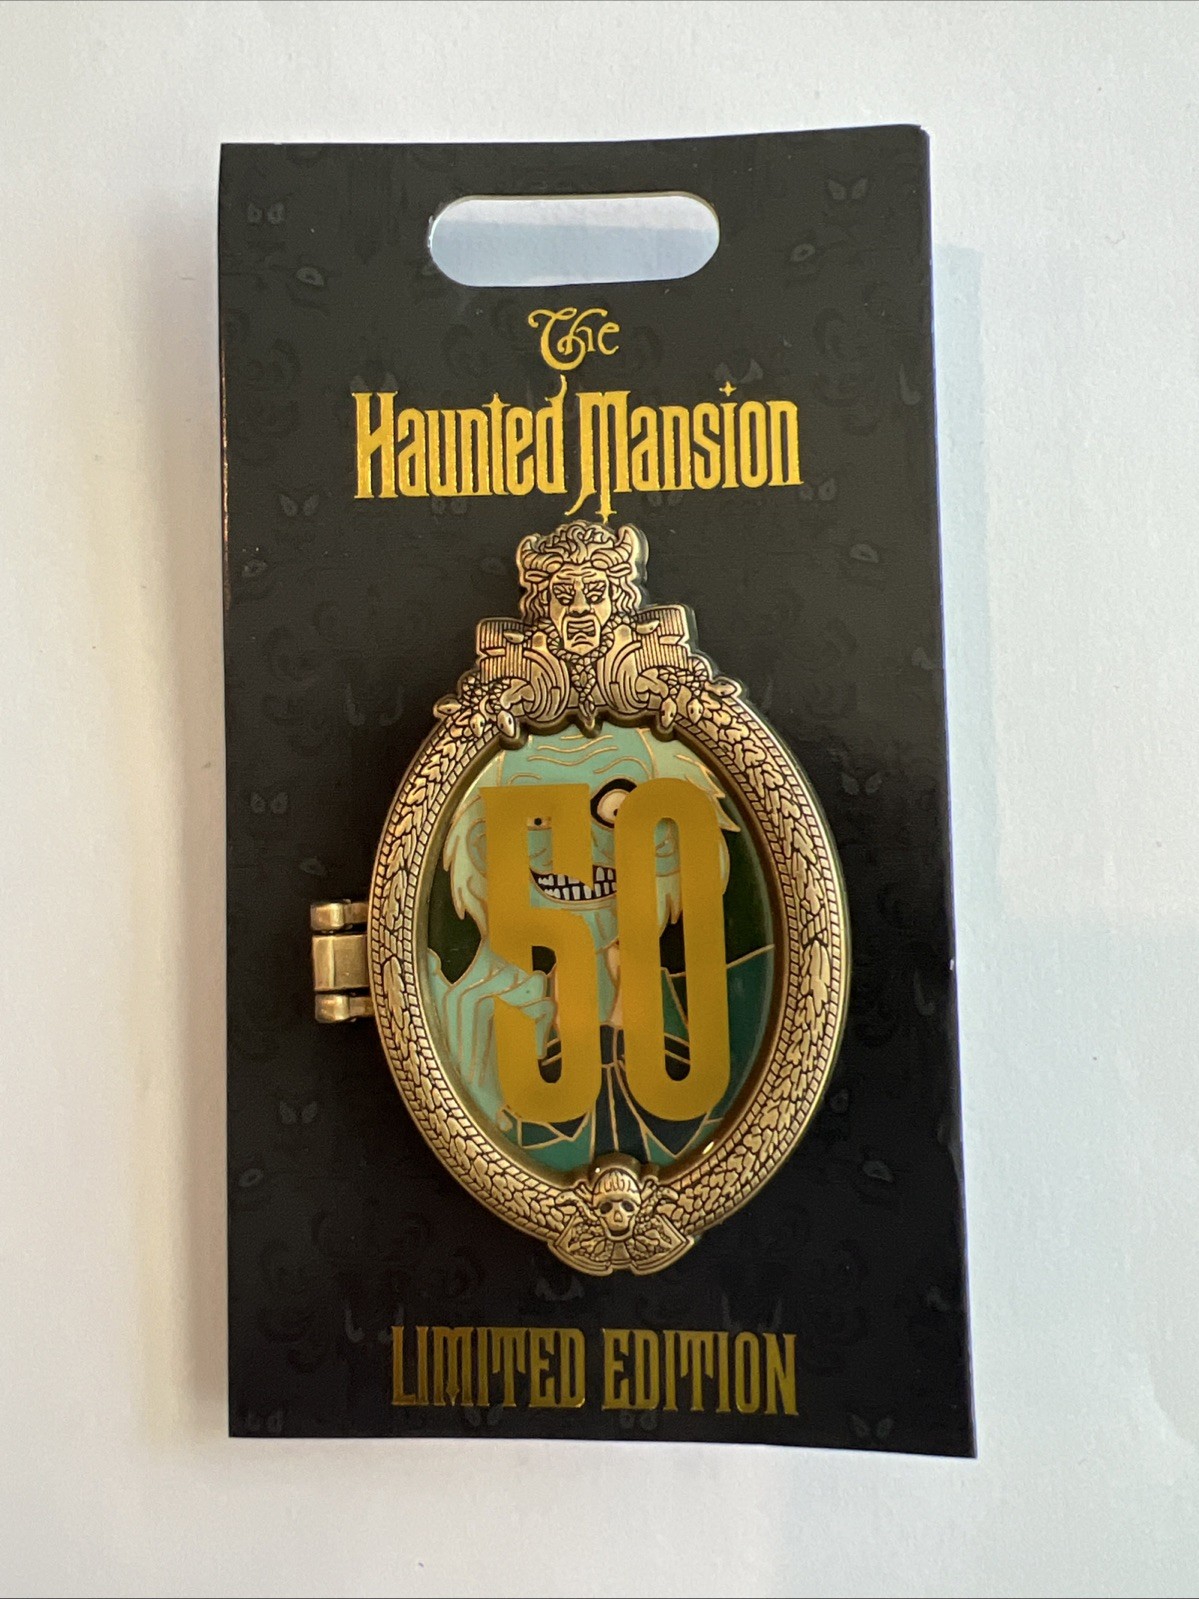 The
Haunted Mansion
50
LIMITED EDITION